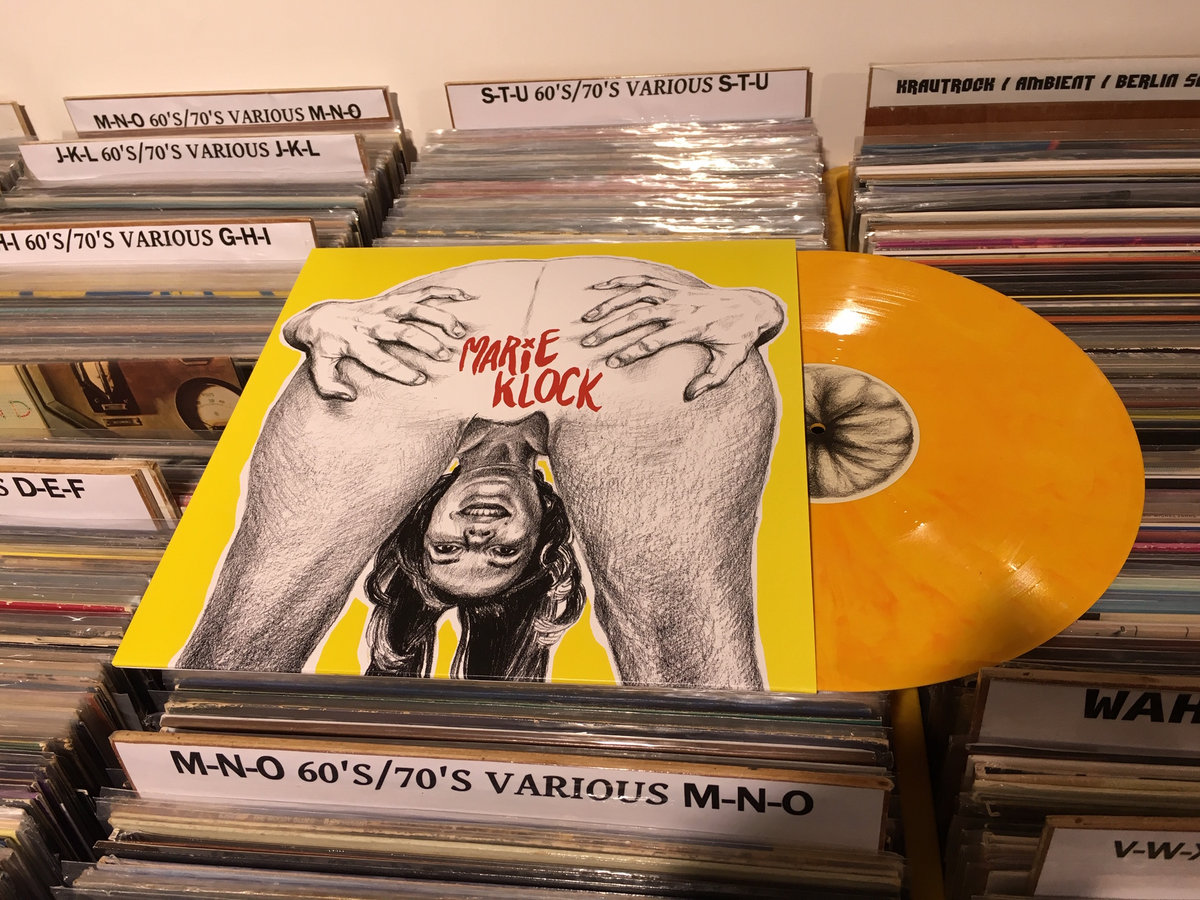 M-N-O 60'S/70'S VARIOUS M-N-O
S-T-U 60'S/70'S VARIOUS S-T-U
KRAUTROCK / AMBIENT / BERLIN
J-K-L 60'S/70'S VARIOUS J-K-L
H-I 60'S/70'S VARIOUS G-H-I
MARiE
KLOCK
D-E-F
WAH
M-N-O 60'S/70'S VARIOUS M-N-O
V-W-X